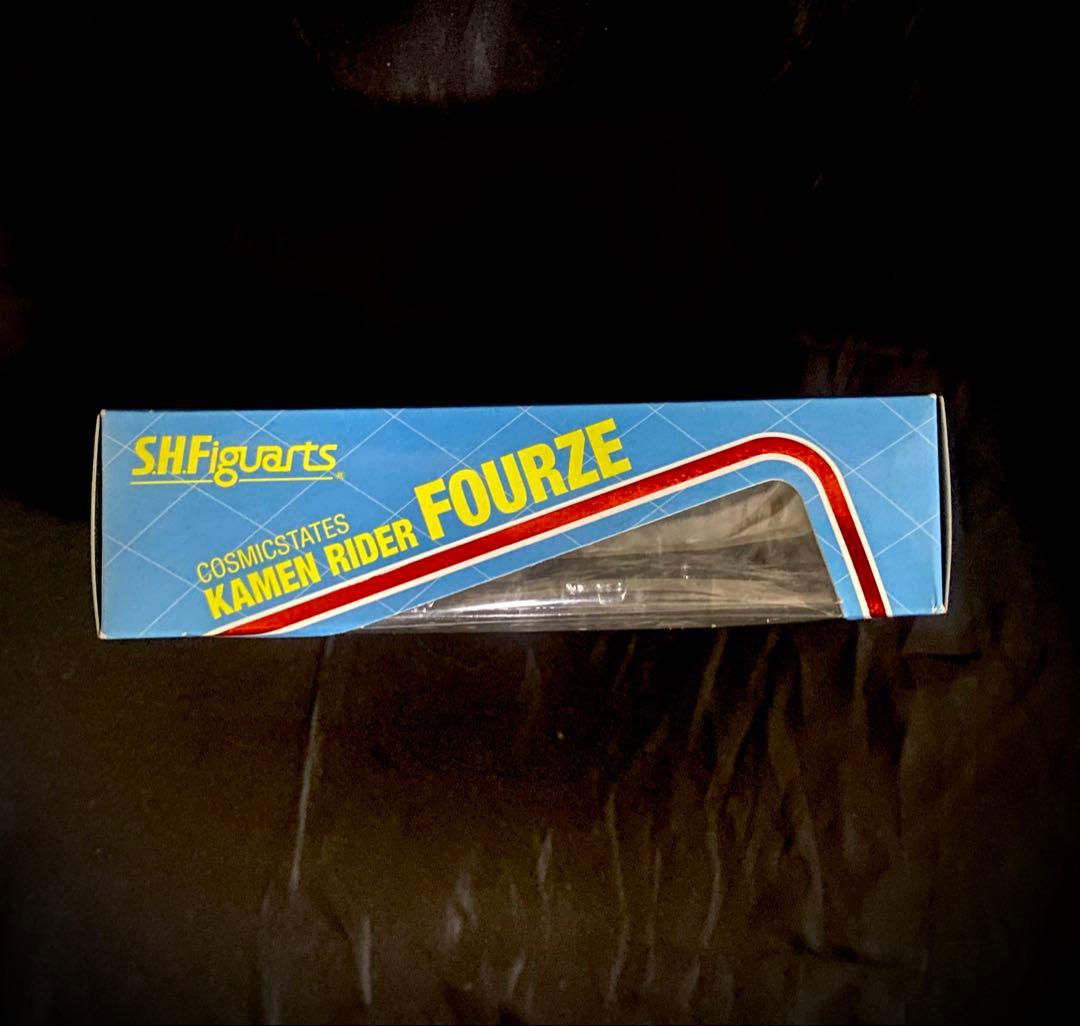 S.H.Figuarts
COSMICSTATES
KAMEN RIDER FOURZE